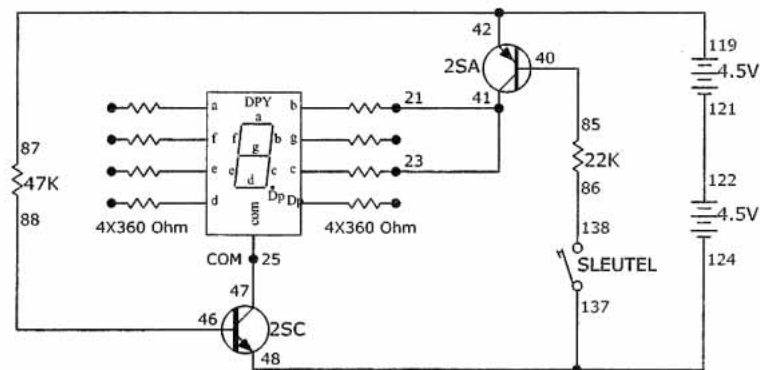 42
119
2SA
40
4.5V
DPY
a
b
21
41
121
a
f
f
b
g
85
87
g
e
e
c
c
23
22K
47K
d
86
122
d
Dp
Dp
88
com
138
4.5V
4X360 Ohm
4X360 Ohm
COM
25
SLEUTEL
124
47
137
46
2SC
48